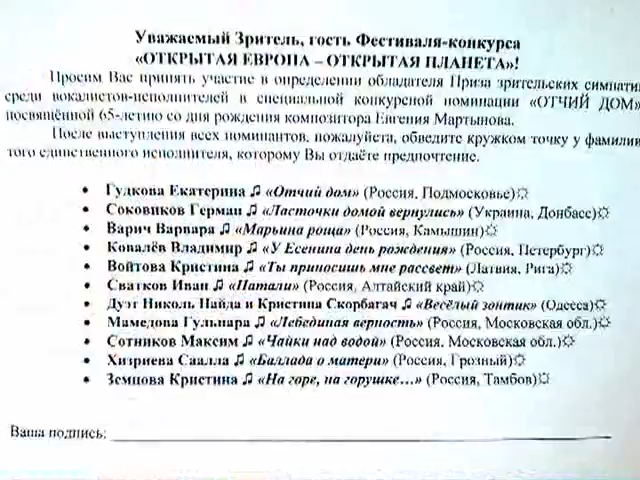 Уважаемый Зритель, гость Фестиваля-конкурса
«ОТКРЫТАЯ ЕВРОПА – ОТКРЫТАЯ ПЛАНЕТА»!
Просим Вас принять участие в определении обладателя Приза зрительских симпати
среди вокалистов-исполнителей в специальной конкурсной номинации «ОТЧИЙ ДОМ»
посвящённой 65-летию со дня рождения композитора Евгения Мартынова.
После выступления всех номинантов, пожалуйста, обведите кружком точку у фамилии
того единственного исполнителя, которому Вы отдаёте предпочтение.
• Гудкова Екатерина ♫ «Отчий дом» (Россия, Подмосковье)☼
• Соковиков Герман ♫ «Ласточки домой вернулись» (Украина, Донбасс)☼
• Варич Варвара ♫ «Марьина роща» (Россия, Камышин)☼
• Ковалёв Владимир ♫ «У Есенина день рождения» (Россия, Петербург)☼
• Войтова Кристина ♫ «Ты приносишь мне рассвет» (Латвия, Рига)☼
• Сватков Иван ♫ «Натали» (Россия, Алтайский край)☼
• Дуэт Николь Найда и Кристина Скорбагач ♫ «Весёлый зонтик» (Одесса)☼
• Мамедова Гульнара ♫ «Лебединая верность» (Россия, Московская обл.)☼
• Сотников Максим ♫ «Чайки над водой» (Россия, Московская обл.)☼
• Хизриева Саалла ♫ «Баллада о матери» (Россия, Грозный)☼
• Земцова Кристина ♫ «На горе, на горушке…» (Россия, Тамбов)☼
Ваша подпись: